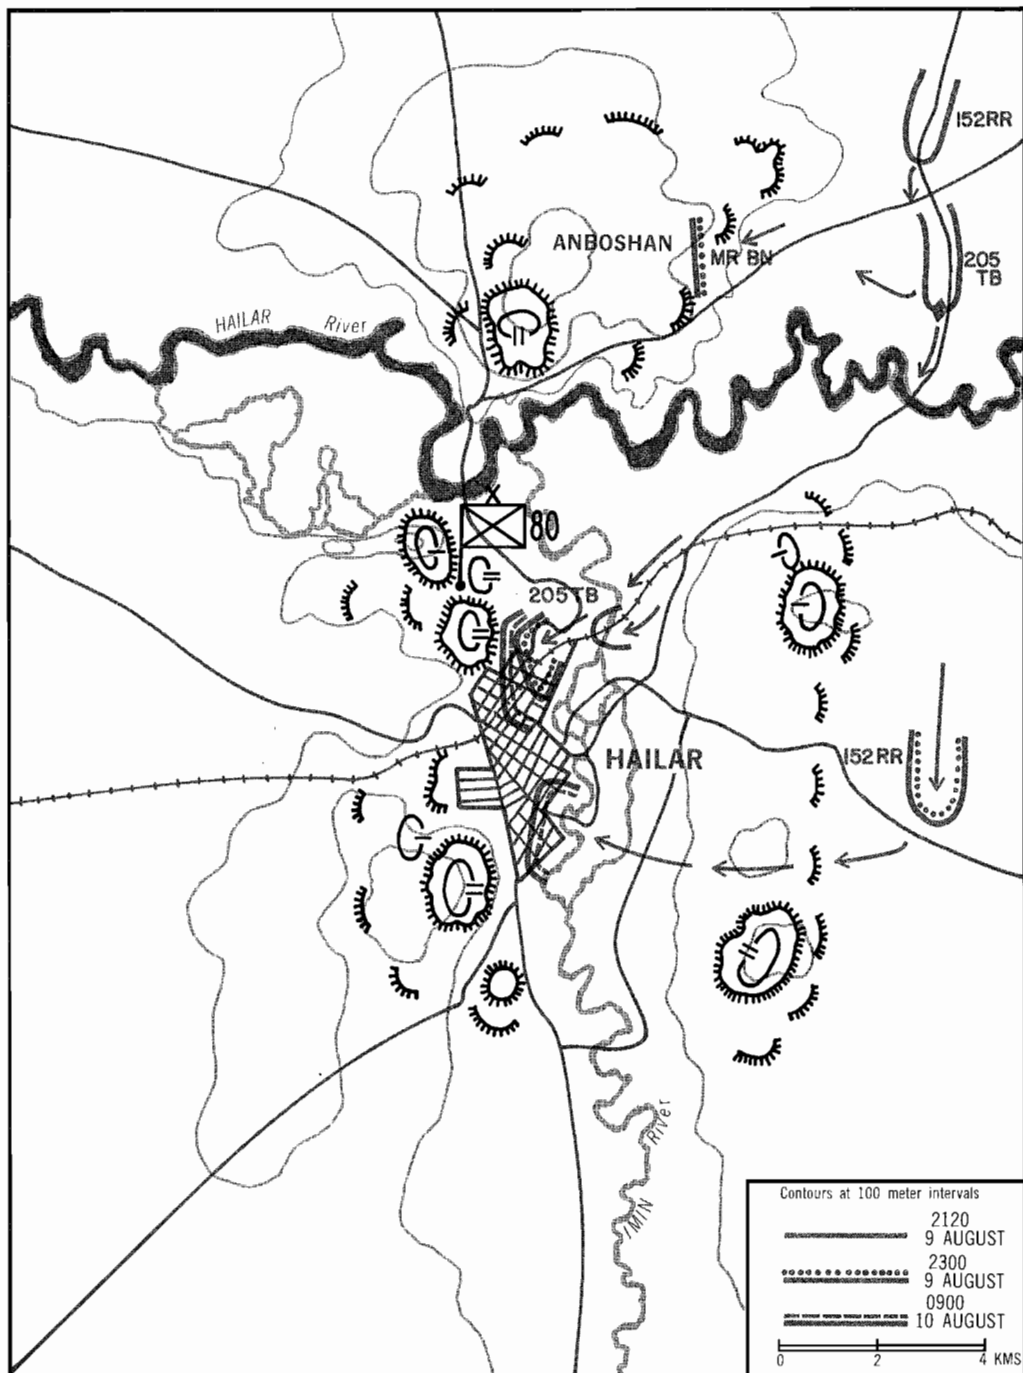 152RR
ANBOSHAN
MR BN
205
TB
HAILAR River
80
205TB
HAILAR
152RR
IMIN River
Contours at 100 meter intervals
2120
9 AUGUST
2300
9 AUGUST
0900
10 AUGUST
0 2 4 KMS